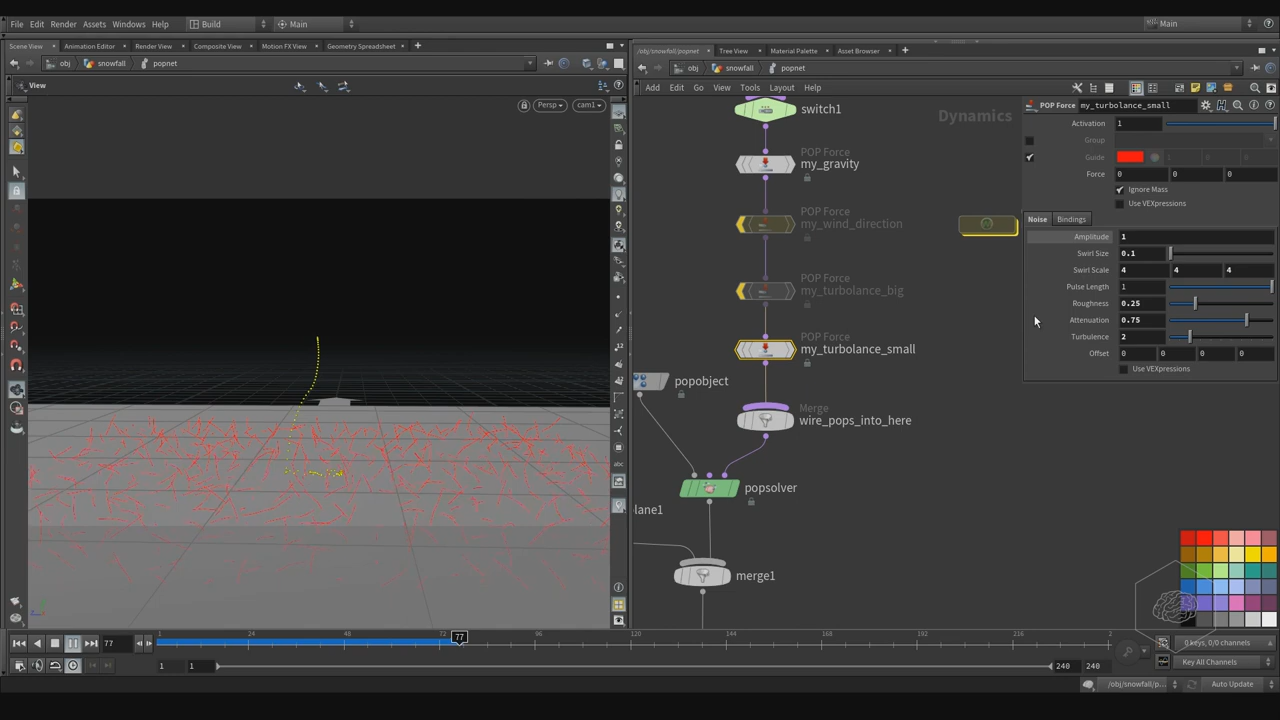 File Edit Render Assets Windows Help Build Main Main
Scene View Animation Editor Render View Composite View Motion FX View Geometry Spreadsheet
obj snowfall popnet
View
Persp cam1
/obj/snowfall/popnet Tree View Material Palette Asset Browser
obj snowfall popnet
Add Edit Go View Tools Layout Help
Dynamics
switch1
POP Force
my_gravity
POP Force
my_wind_direction
POP Force
my_turbolance_big
POP Force
my_turbolance_small
popobject
Merge
wire_pops_into_here
popsolver
lane1
merge1
POP Force my_turbolance_small
Activation 1
Group
Guide 1 0 0
Force 0 0 0
Ignore Mass
Use VEXpressions
Noise Bindings
Amplitude 1
Swirl Size 0.1
Swirl Scale 4 4 4
Pulse Length 1
Roughness 0.25
Attenuation 0.75
Turbulence 2
Offset 0 0 0 0
Use VEXpressions
abc
77 1 24 48 72 77 96 120 144 168 192 216 2
0 keys, 0/0 channels
1 1 240 240 Key All Channels
/obj/snowfall/p... Auto Update